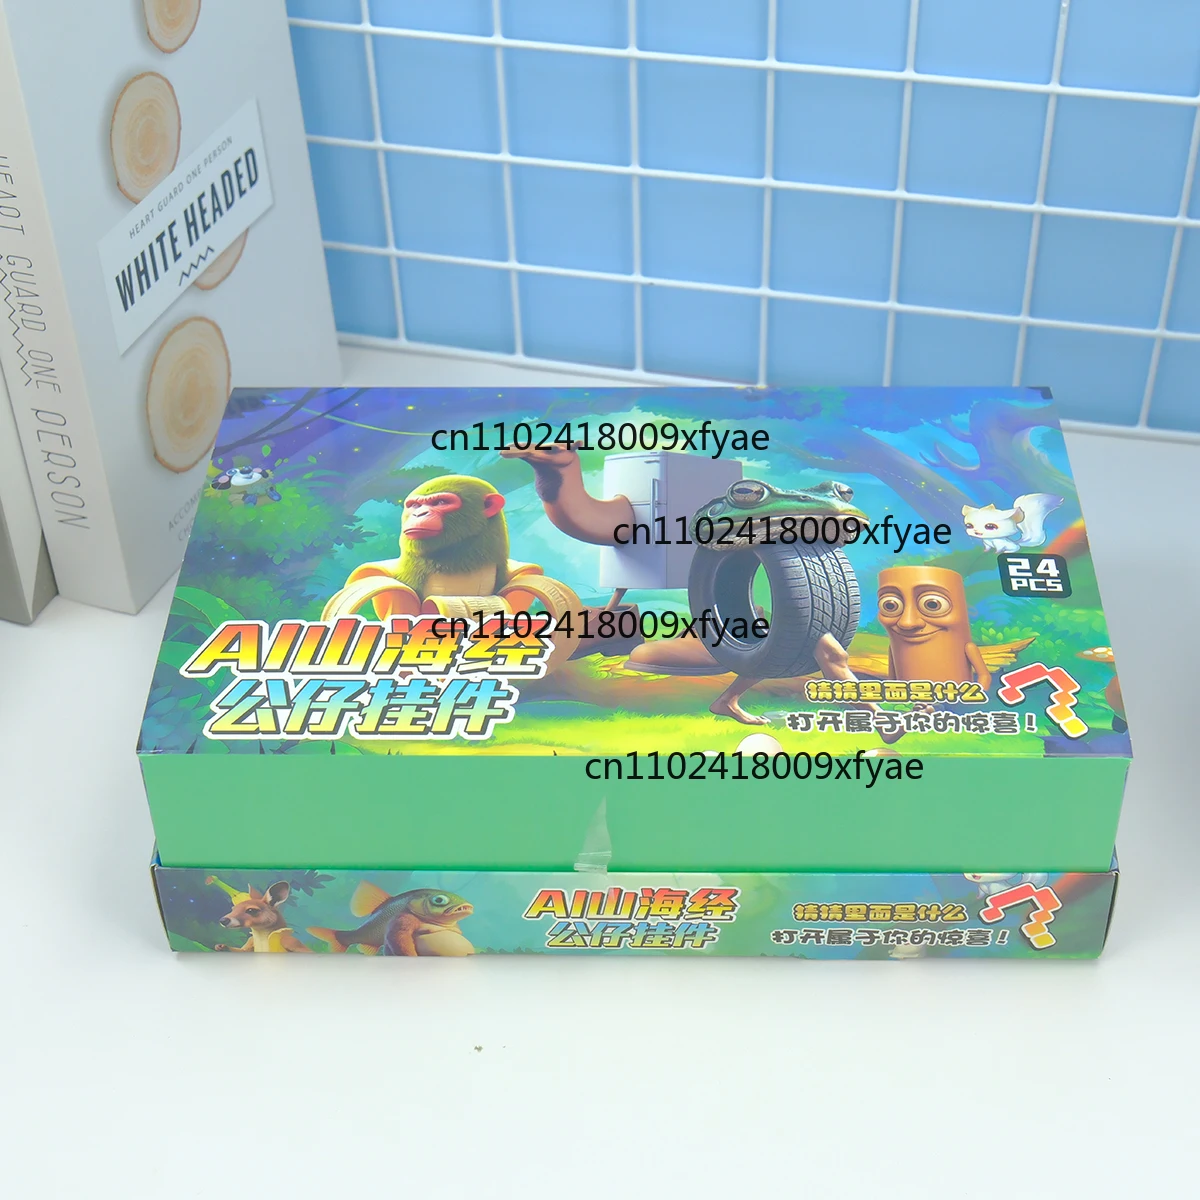 HEART GUARD ONE PERSON
WHITE HEADED
HEART GUARD ONE PERSON
cn1102418009xfyae
cn1102418009xfyae
24
PCS
cn1102418009xfyae
AI山海经
公仔挂件
猜猜里面是什么
打开属于你的惊喜!
?
cn1102418009xfyae
AI山海经
公仔挂件
猜猜里面是什么
打开属于你的惊喜!
?